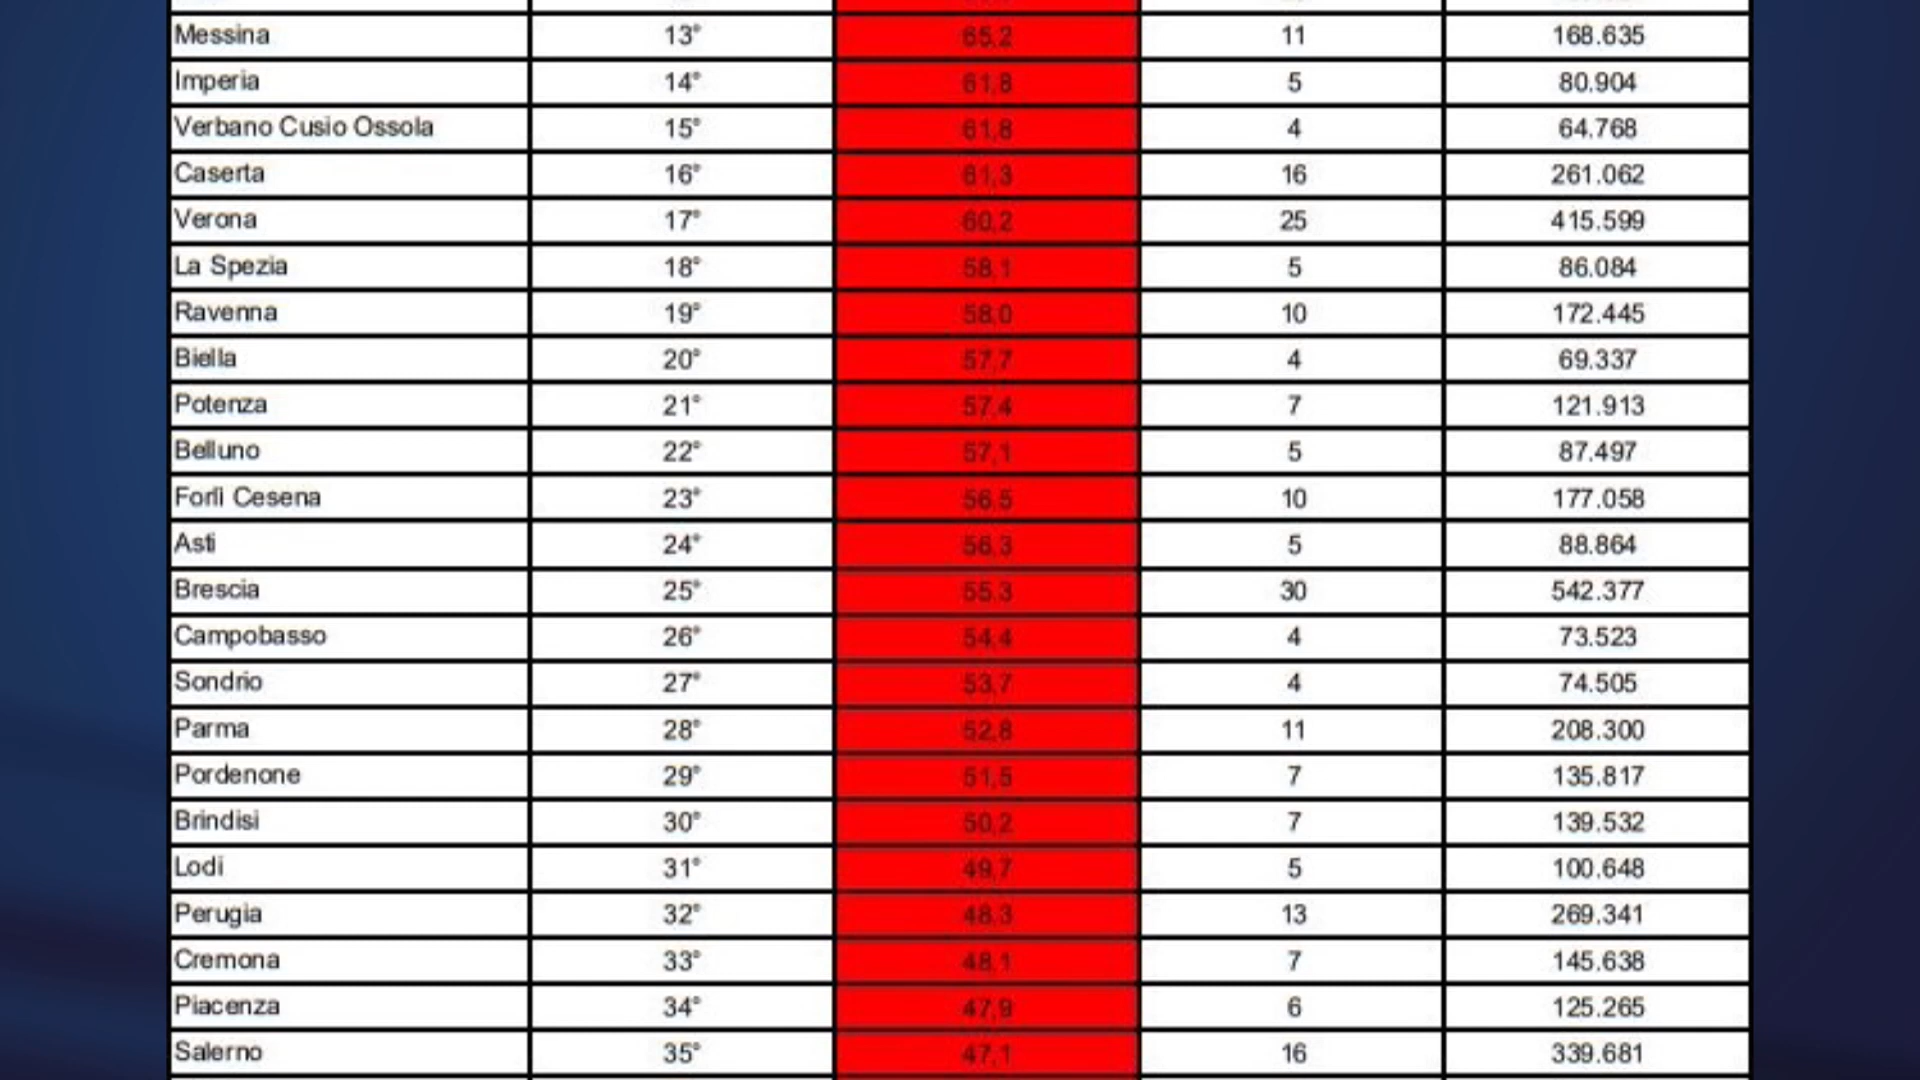 Messina 13° 65,2 11 168.635
Imperia 14° 61,8 5 80.904
Verbano Cusio Ossola 15° 61,8 4 64.768
Caserta 16° 61,3 16 261.062
Verona 17° 60,2 25 415.599
La Spezia 18° 58,1 5 86.084
Ravenna 19° 58,0 10 172.445
Biella 20° 57,7 4 69.337
Potenza 21° 57,4 7 121.913
Belluno 22° 57,1 5 87.497
Forlì Cesena 23° 56,5 10 177.058
Asti 24° 56,3 5 88.864
Brescia 25° 55,3 30 542.377
Campobasso 26° 54,4 4 73.523
Sondrio 27° 53,7 4 74.505
Parma 28° 52,8 11 208.300
Pordenone 29° 51,5 7 135.817
Brindisi 30° 50,2 7 139.532
Lodi 31° 49,7 5 100.648
Perugia 32° 48,3 13 269.341
Cremona 33° 48,1 7 145.638
Piacenza 34° 47,9 6 125.265
Salerno 35° 47,1 16 339.681